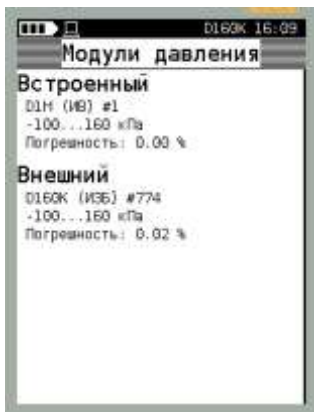 D160K 16:09
Модули давления
Встроенный
D1M (ИВ) #1
-100...160 кПа
Погрешность: 0.00 %
Внешний
D160K (ИЗБ) #774
-100...160 кПа
Погрешность: 0.02 %